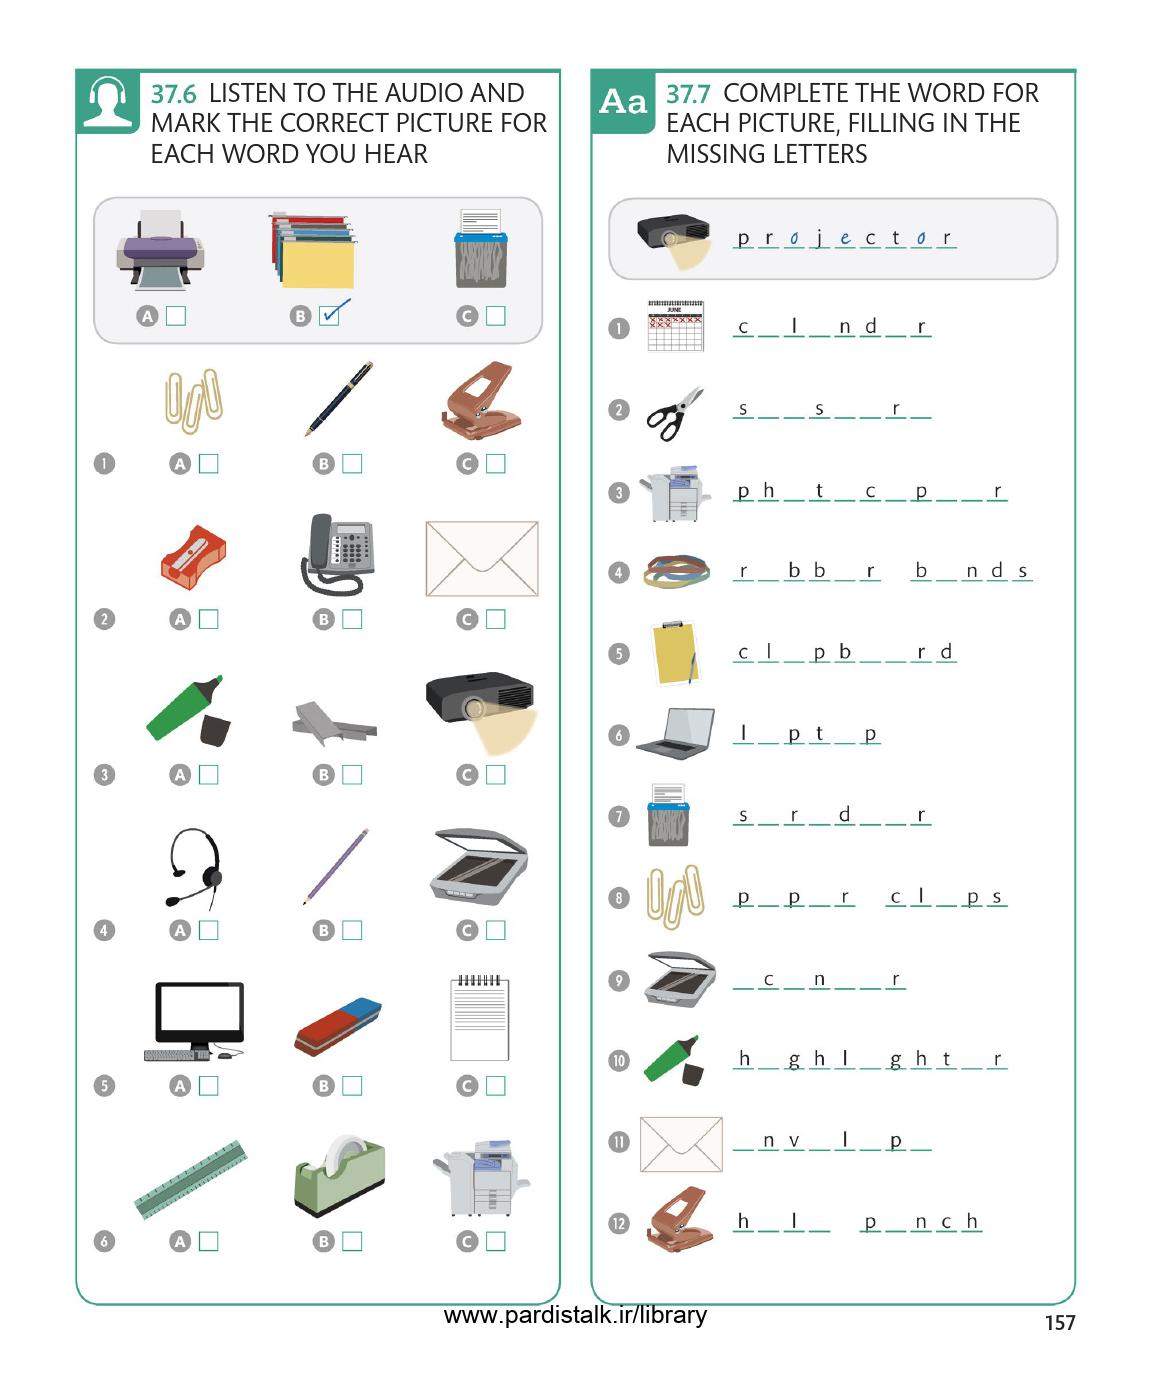 37.6 LISTEN TO THE AUDIO AND
MARK THE CORRECT PICTURE FOR
EACH WORD YOU HEAR
A B C
1 A B C
2 A B C
3 A B C
4 A B C
5 A B C
6 A B C
Aa 37.7 COMPLETE THE WORD FOR
EACH PICTURE, FILLING IN THE
MISSING LETTERS
p r o j e c t o r
1 JUNE c _ l _ n d _ r
2 s _ _ s _ _ r _
3 p h _ t _ c _ p _ _ r
4 r _ b b _ r b _ n d s
5 c l _ p b _ _ r d
6 l _ p t _ p
7 s _ r _ d _ _ r
8 p _ p _ r c l _ p s
9 _ c _ n _ _ r
10 h _ g h l _ g h t _ r
11 _ n v _ l _ p _
12 h _ l _ p _ n c h
www.pardistalk.ir/library
157